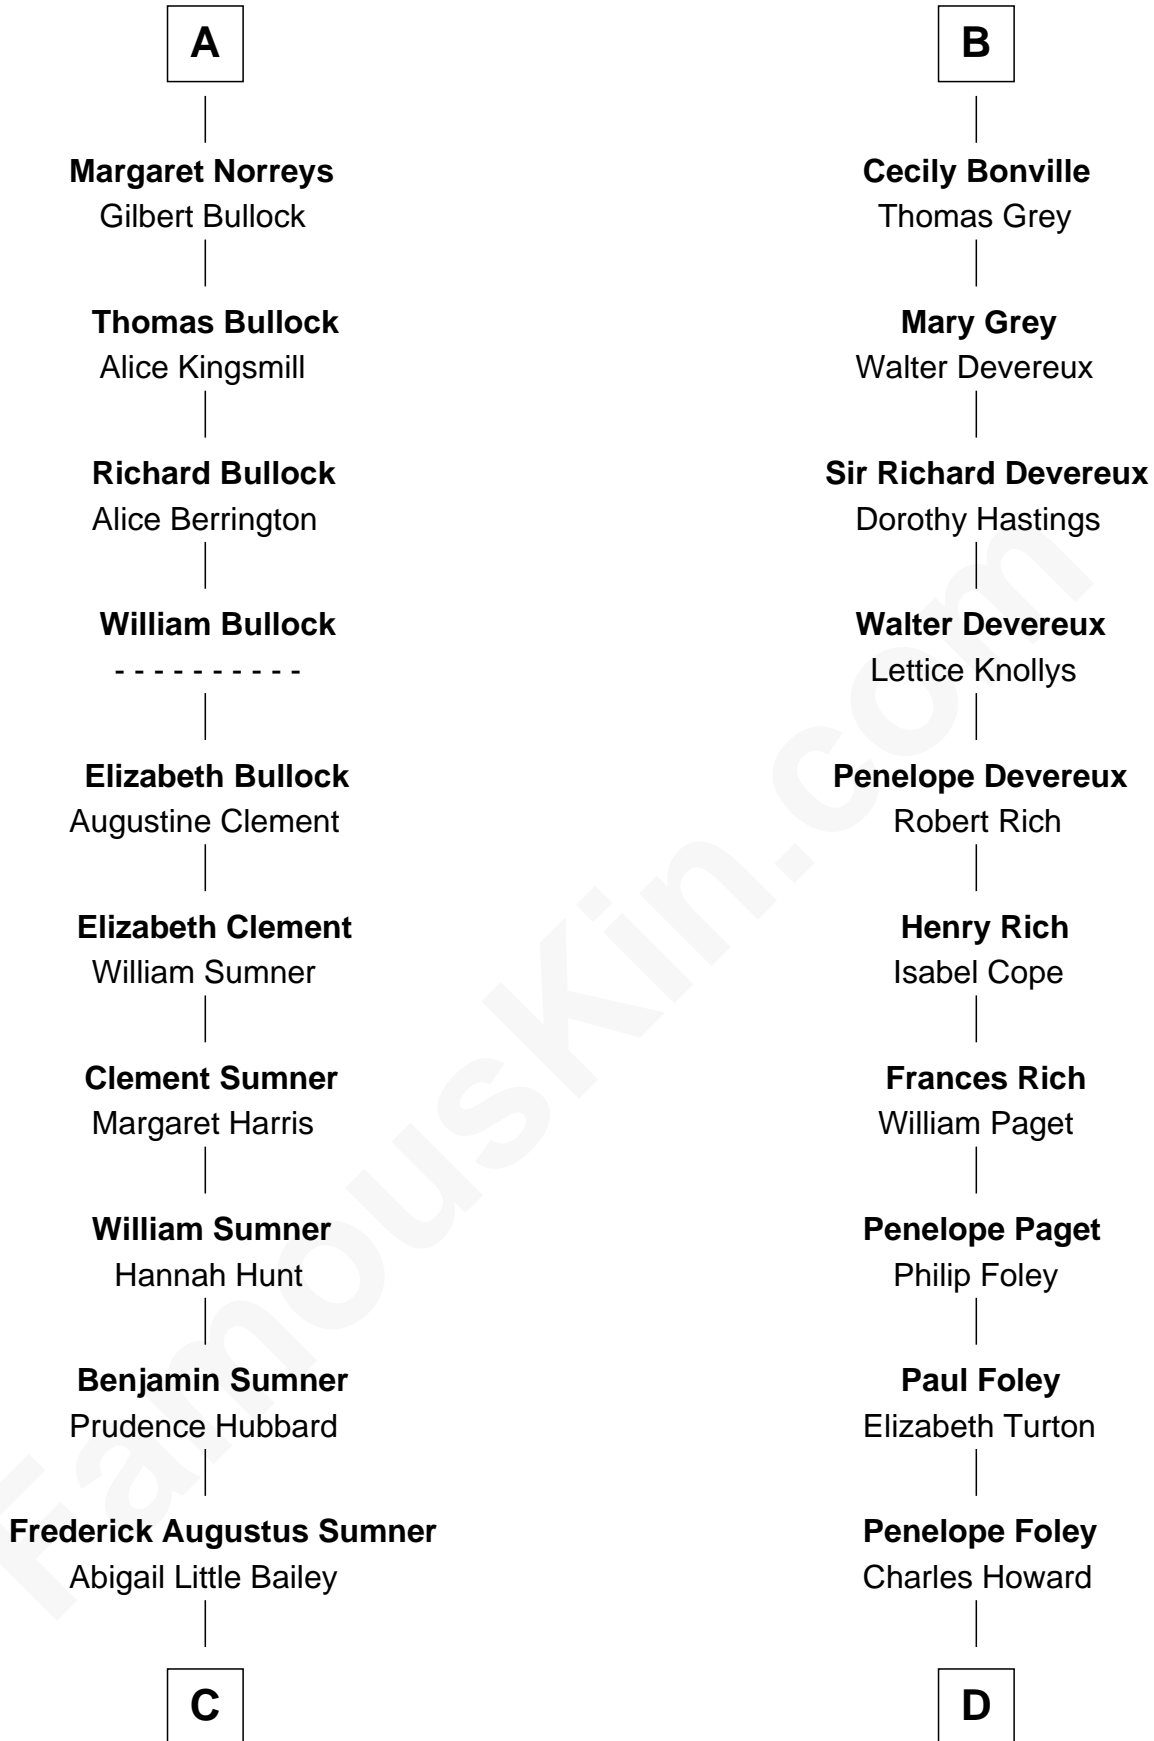 A
Margaret Norreys
Gilbert Bullock
Thomas Bullock
Alice Kingsmill
Richard Bullock
Alice Berrington
William Bullock
- - - - - - - - - -
Elizabeth Bullock
Augustine Clement
Elizabeth Clement
William Sumner
Clement Sumner
Margaret Harris
William Sumner
Hannah Hunt
Benjamin Sumner
Prudence Hubbard
Frederick Augustus Sumner
Abigail Little Bailey
C
B
Cecily Bonville
Thomas Grey
Mary Grey
Walter Devereux
Sir Richard Devereux
Dorothy Hastings
Walter Devereux
Lettice Knollys
Penelope Devereux
Robert Rich
Henry Rich
Isabel Cope
Frances Rich
William Paget
Penelope Paget
Philip Foley
Paul Foley
Elizabeth Turton
Penelope Foley
Charles Howard
D
FamousKin.com